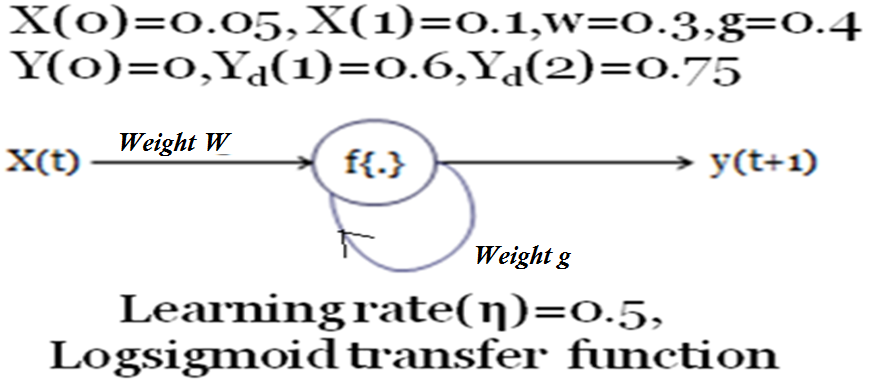 X(0)=0.05, X(1)=0.1,w=0.3,g=0.4
Y(0)=0,Yd(1)=0.6,Yd(2)=0.75
Weight W
X(t) f{.} y(t+1)
Weight g
Learning rate(η)=0.5,
Logsigmoid transfer function